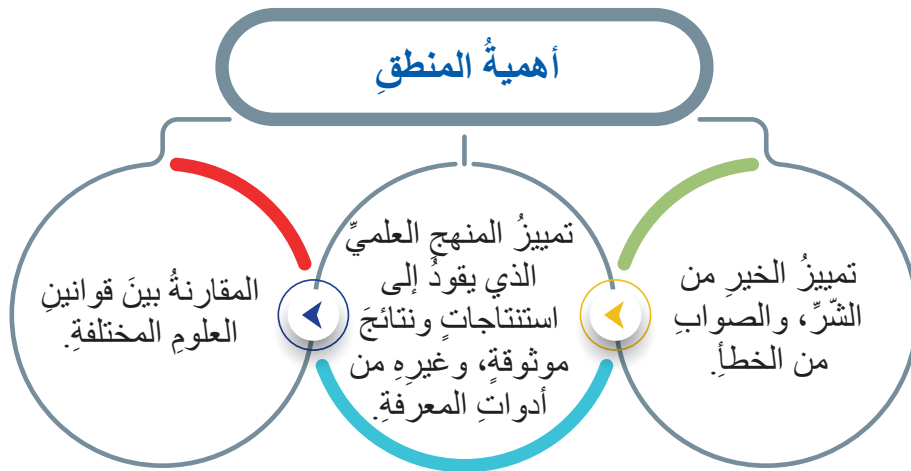 أهميةُ المنطقِ
تمييزُ الخيرِ من
الشّرِّ، والصوابِ
من الخطأِ.
تمييزُ المنهجِ العلميِّ
الذي يقودُ إلى
استنتاجاتٍ ونتائجَ
موثوقةٍ، وغيرِهِ من
أدواتِ المعرفةِ.
المقارنةُ بينَ قوانينِ
العلومِ المختلفةِ.